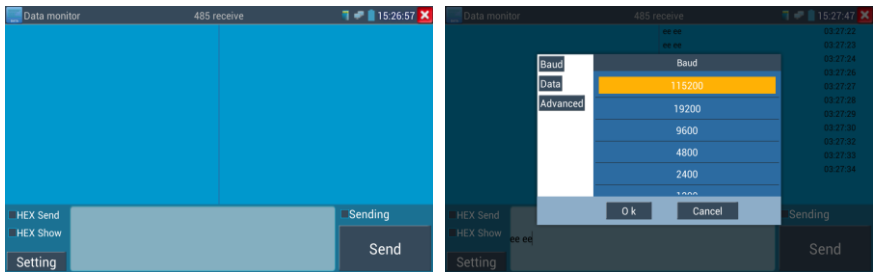 Data monitor 485 receive 15:26:57
HEX Send
Sending
HEX Show
Send
Setting
Data monitor 485 receive 15:27:47
ee ee 03:27:22
ee ee 03:27:23
03:27:24
03:27:26
03:27:27
03:27:28
03:27:29
03:27:30
03:27:32
03:27:33
03:27:34
Baud Baud
Data 115200
Advanced
19200
9600
4800
2400
1200
Ok Cancel
HEX Send
Sending
HEX Show
ee ee
Send
Setting